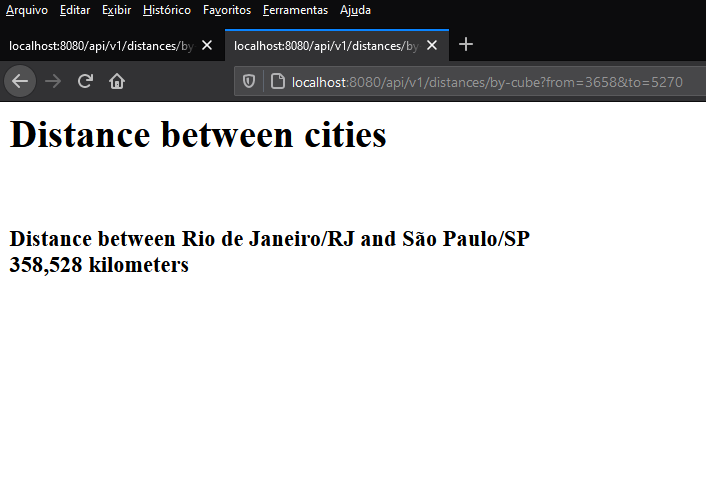 Arquivo Editar Exibir Histórico Favoritos Ferramentas Ajuda
localhost:8080/api/v1/distances/by localhost:8080/api/v1/distances/by
localhost:8080/api/v1/distances/by-cube?from=3658&to=5270
Distance between cities
Distance between Rio de Janeiro/RJ and São Paulo/SP
358,528 kilometers